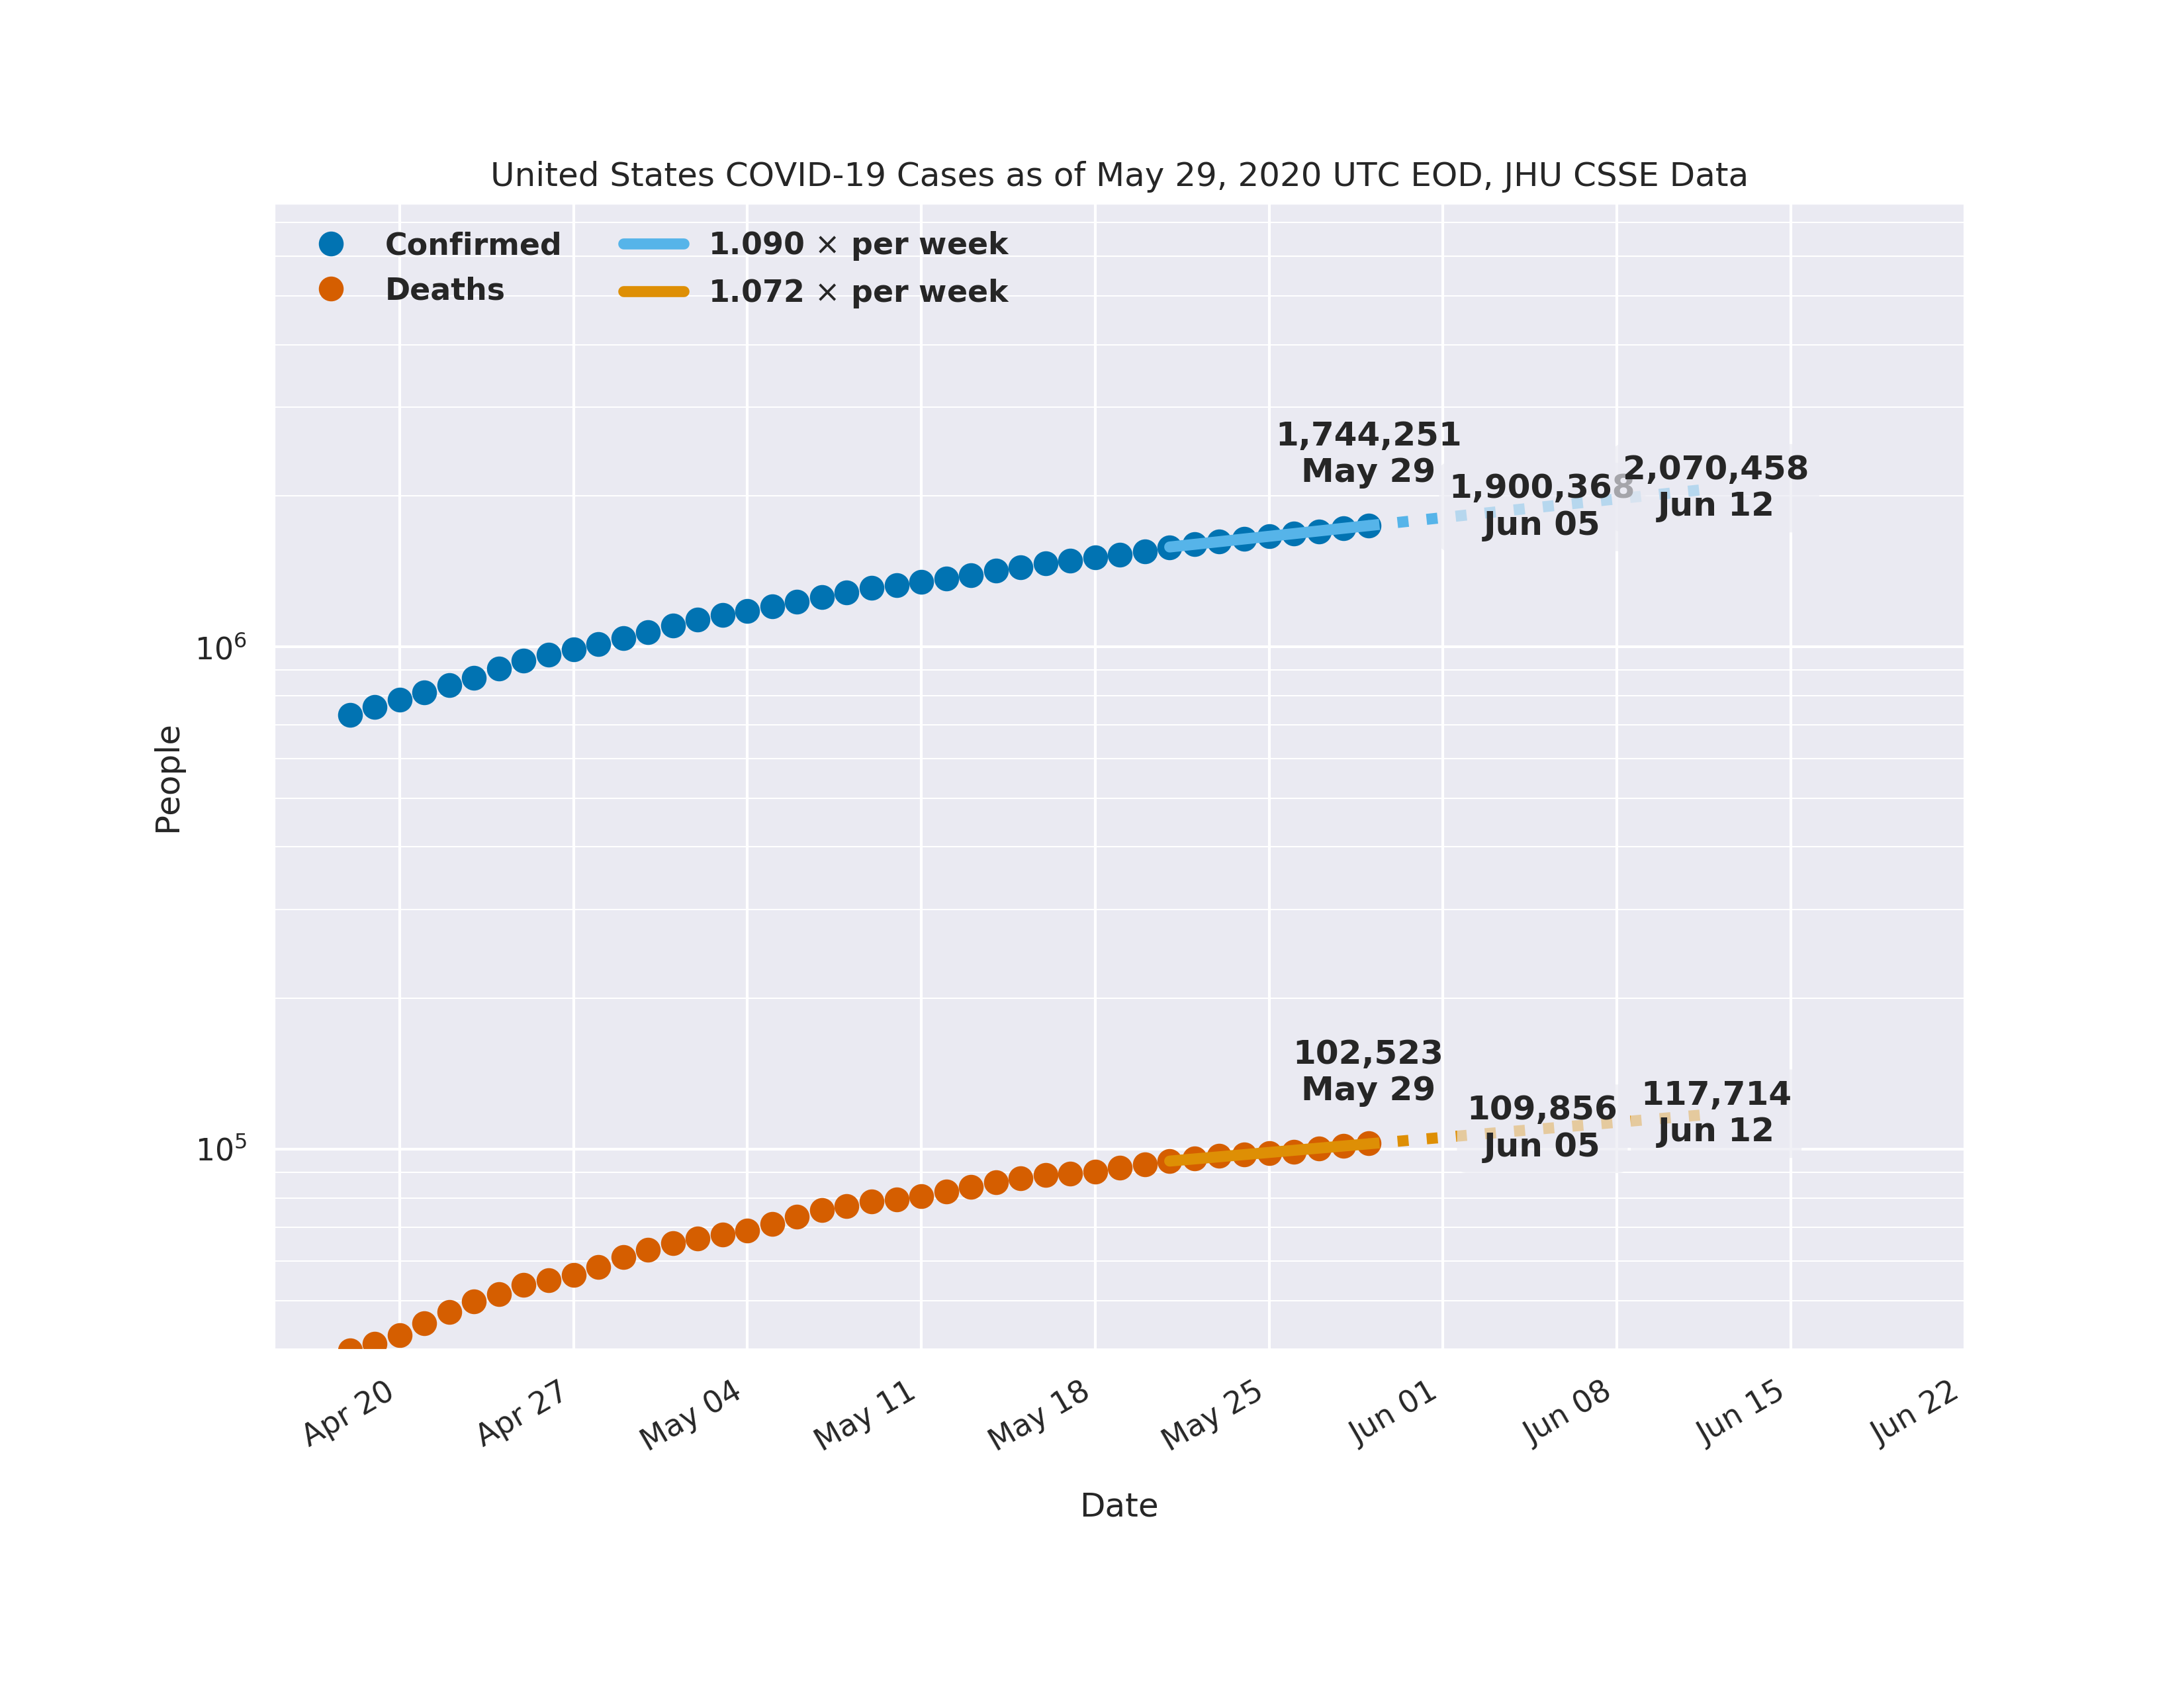 United States COVID-19 Cases as of May 29, 2020 UTC EOD, JHU CSSE Data
Confirmed
Deaths
1.090 × per week
1.072 × per week
1,744,251
May 29
1,900,368
Jun 05
2,070,458
Jun 12
10⁶
People
102,523
May 29
109,856
Jun 05
117,714
Jun 12
10⁵
Apr 20
Apr 27
May 04
May 11
May 18
May 25
Jun 01
Jun 08
Jun 15
Jun 22
Date